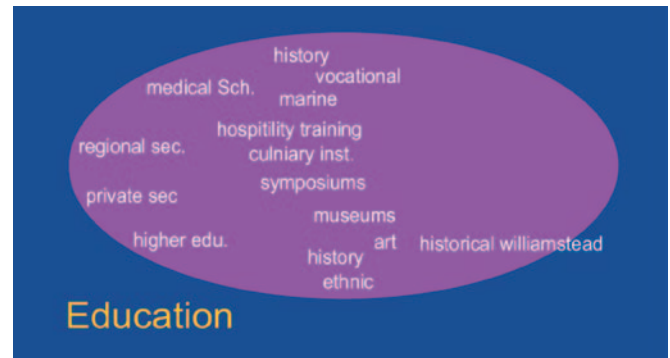 history
vocational
medical Sch.
marine
hospitility training
regional sec.
culniary inst.
symposiums
private sec
museums
higher edu.
art
historical williamstead
history
ethnic
Education